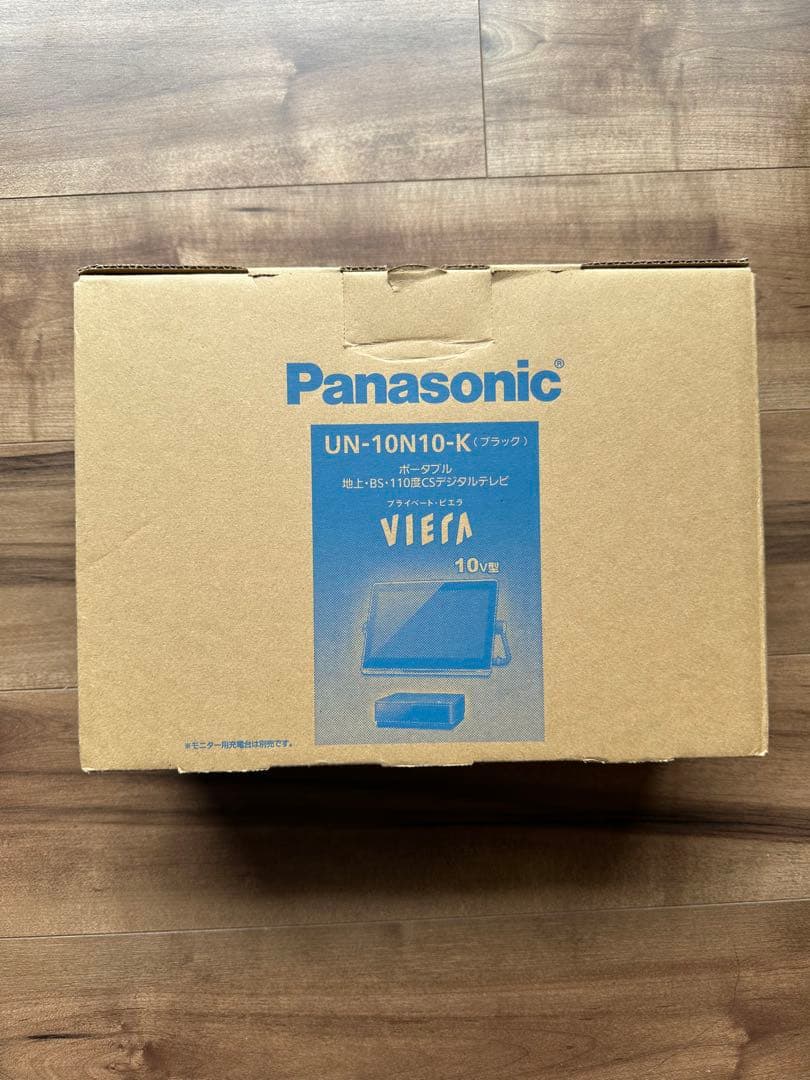 Panasonic®
UN-10N10-K（ブラック）
ポータブル
地上・BS・110度CSデジタルテレビ
プライベート・ビエラ
VIErA
10V型
※モニター用充電台は別売です。